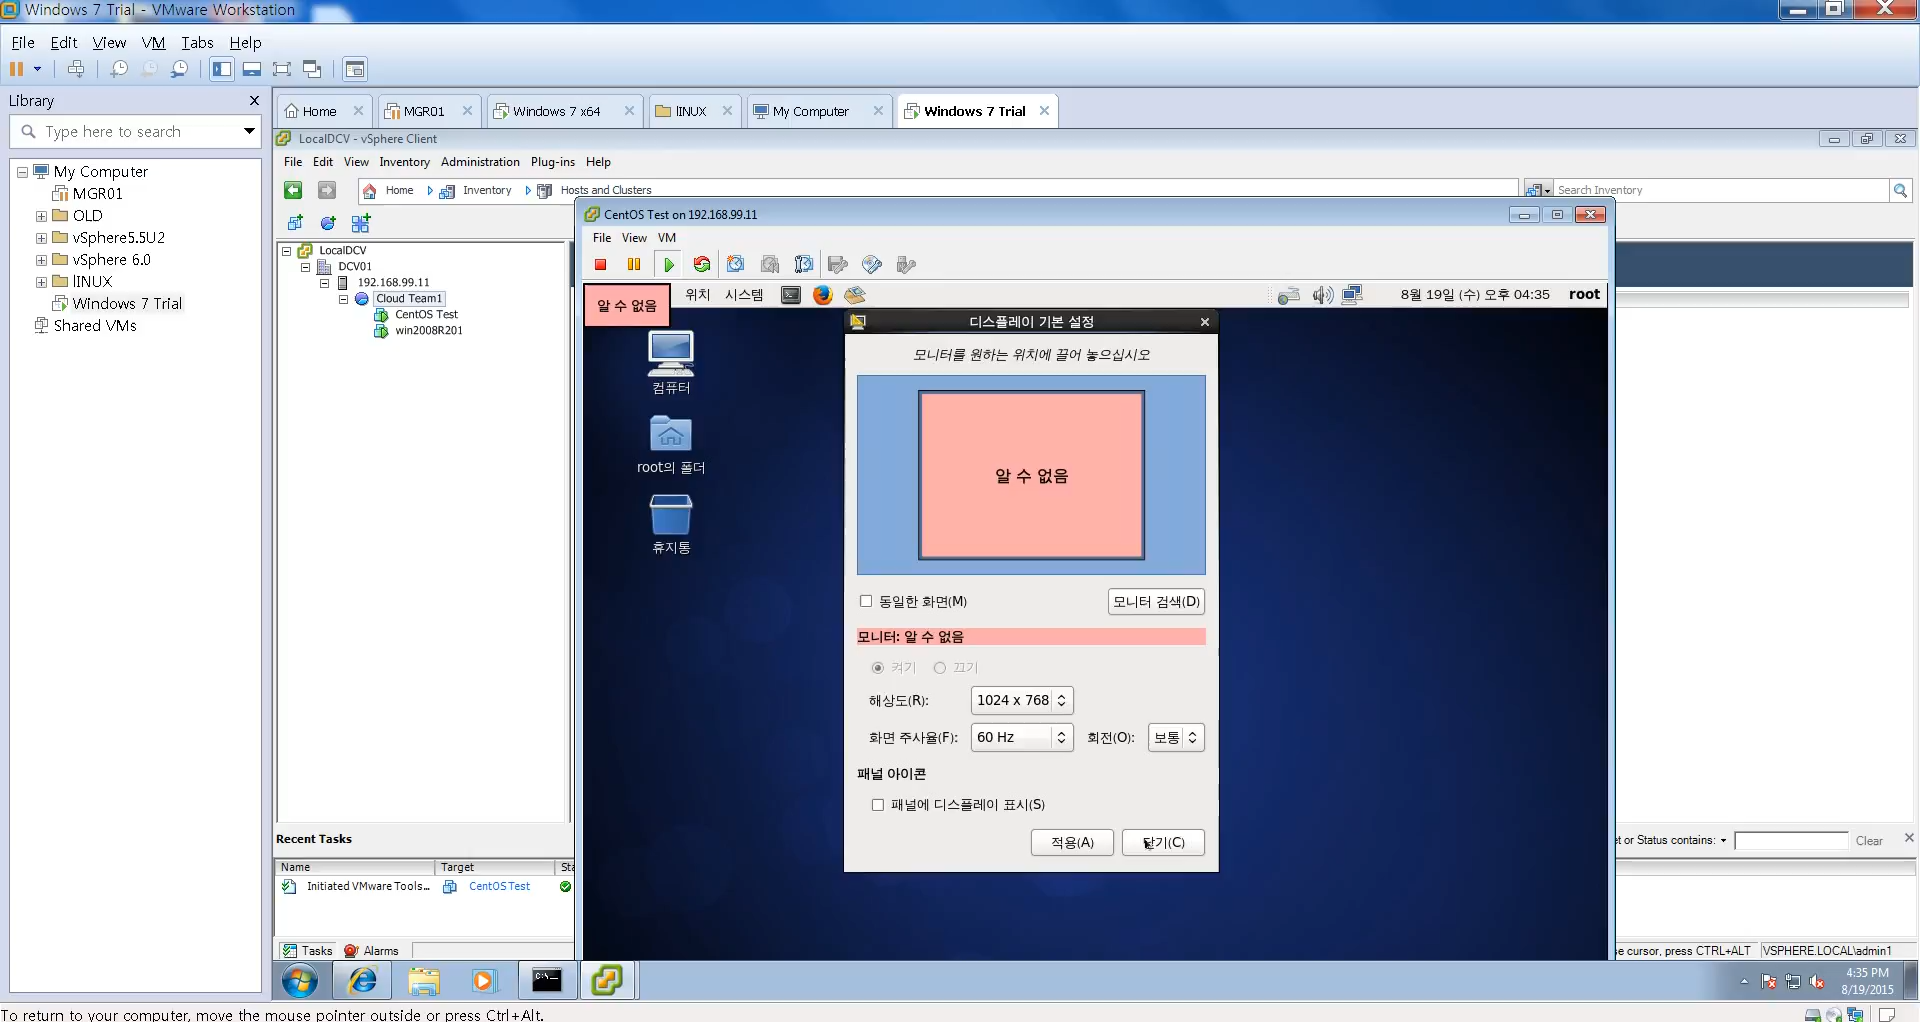 Windows 7 Trial - VMware Workstation
File Edit View VM Tabs Help
Library
Type here to search
My Computer
MGR01
OLD
vSphere5.5U2
vSphere 6.0
lINUX
Windows 7 Trial
Shared VMs
Home MGR01 Windows 7 x64 lINUX My Computer Windows 7 Trial
LocalDCV - vSphere Client
File Edit View Inventory Administration Plug-ins Help
Home Inventory Hosts and Clusters Search Inventory
LocalDCV
DCV01
192.168.99.11
Cloud Team1
CentOS Test
win2008R201
CentOS Test on 192.168.99.11
File View VM
알 수 없음 위치 시스템 8월 19일 (수) 오후 04:35 root
컴퓨터
root의 폴더
휴지통
디스플레이 기본 설정
모니터를 원하는 위치에 끌어 놓으십시오
알 수 없음
동일한 화면(M) 모니터 검색(D)
모니터: 알 수 없음
켜기 끄기
해상도(R): 1024 x 768
화면 주사율(F): 60 Hz 회전(O): 보통
패널 아이콘
패널에 디스플레이 표시(S)
적용(A) 닫기(C)
Recent Tasks
et or Status contains: Clear
Name Target Sta
Initiated VMware Tools... CentOS Test
Tasks Alarms
se cursor, press CTRL+ALT VSPHERE.LOCAL\admin1
C:\
4:35 PM
8/19/2015
To return to your computer, move the mouse pointer outside or press Ctrl+Alt.